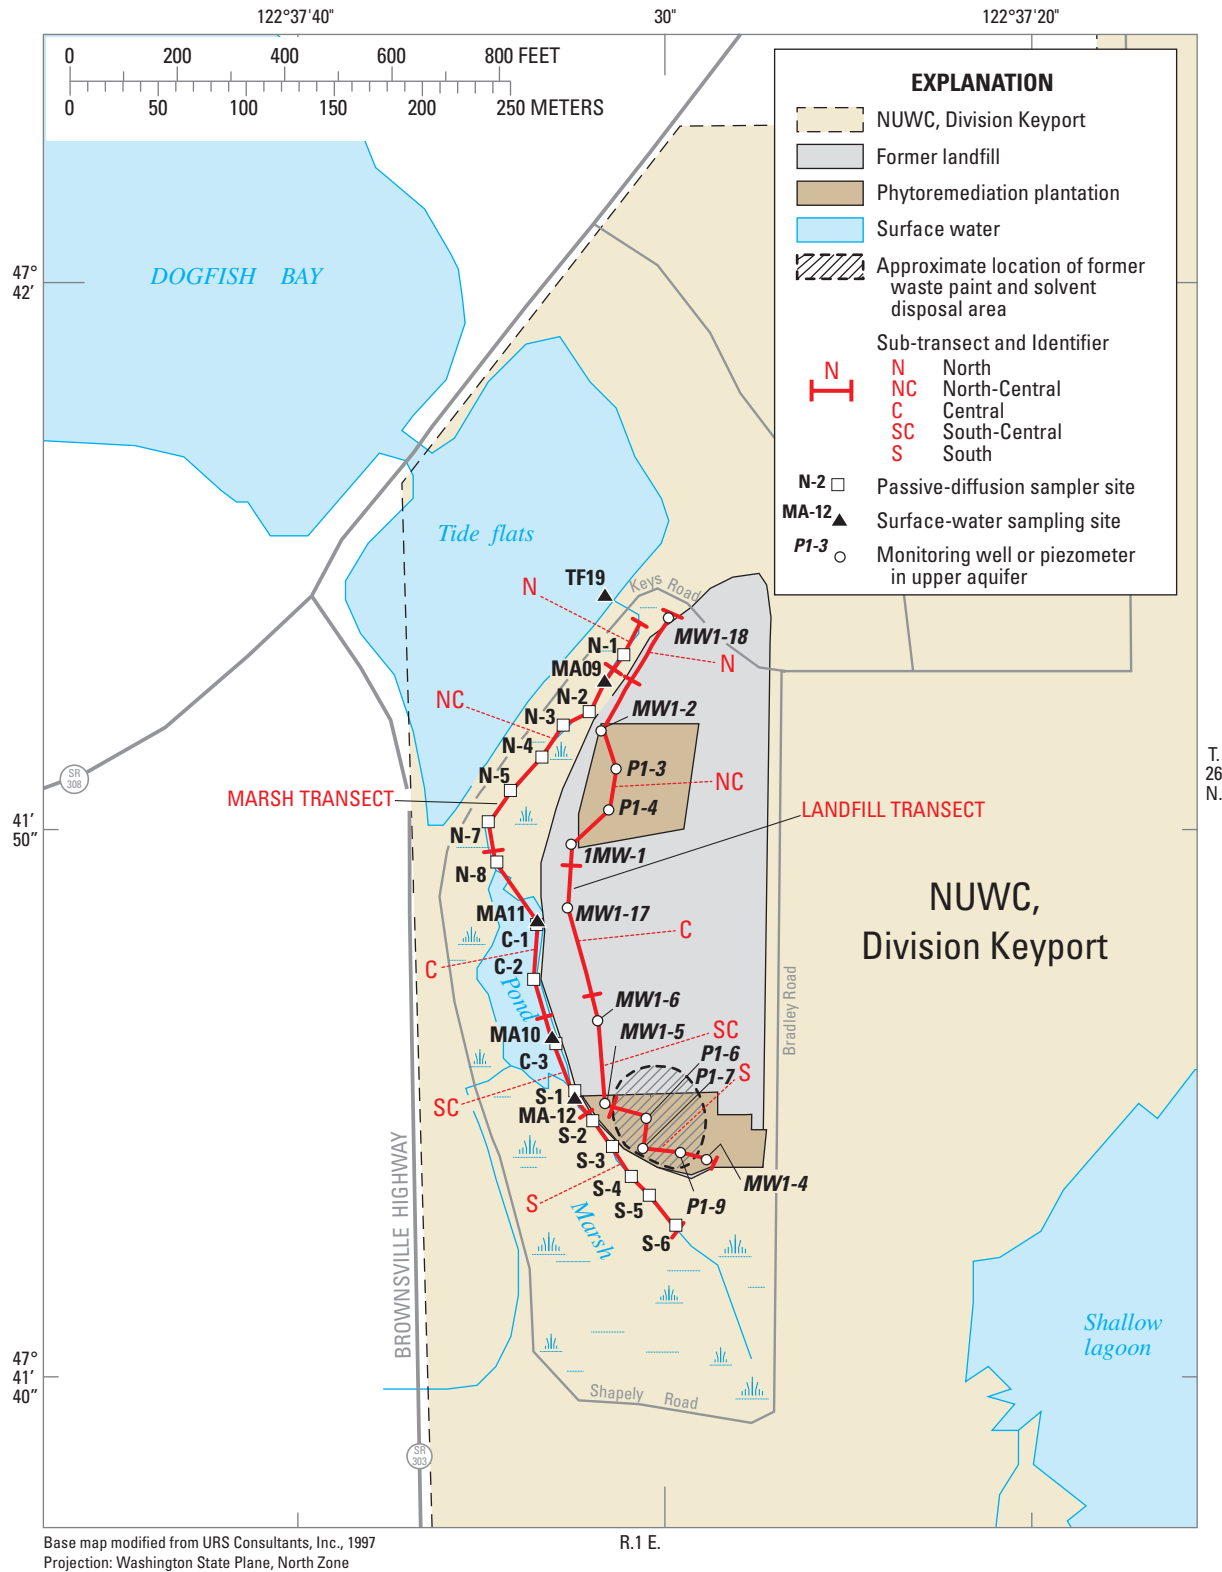 122°37'40"
30"
122°37'20"
0 200 400 600 800 FEET
0 50 100 150 200 250 METERS
EXPLANATION
NUWC, Division Keyport
Former landfill
Phytoremediation plantation
Surface water
Approximate location of former
waste paint and solvent
disposal area
Sub-transect and Identifier
N
N North
NC North-Central
C Central
SC South-Central
S South
N-2 Passive-diffusion sampler site
MA-12 Surface-water sampling site
P1-3 Monitoring well or piezometer
in upper aquifer
47°
42'
DOGFISH BAY
Tide flats
TF19
Keys Road
N
N-1
MW1-18
MA09
N
N-2
NC
N-3
MW1-2
N-4
P1-3
N-5
NC
SR
308
MARSH TRANSECT
P1-4
LANDFILL TRANSECT
T.
26
N.
41'
50"
N-7
1MW-1
N-8
NUWC,
Division Keyport
MA11
MW1-17
C-1
C
C
C-2
Pond
MW1-6
Bradley Road
MA10
MW1-5
SC
C-3
P1-6
P1-7
S
S-1
SC
MA-12
S-2
S-3
S-4
MW1-4
S
S-5
P1-9
Marsh
S-6
BROWNSVILLE HIGHWAY
Shallow
lagoon
47°
41'
40"
Shapely Road
SR
303
Base map modified from URS Consultants, Inc., 1997
Projection: Washington State Plane, North Zone
R.1 E.